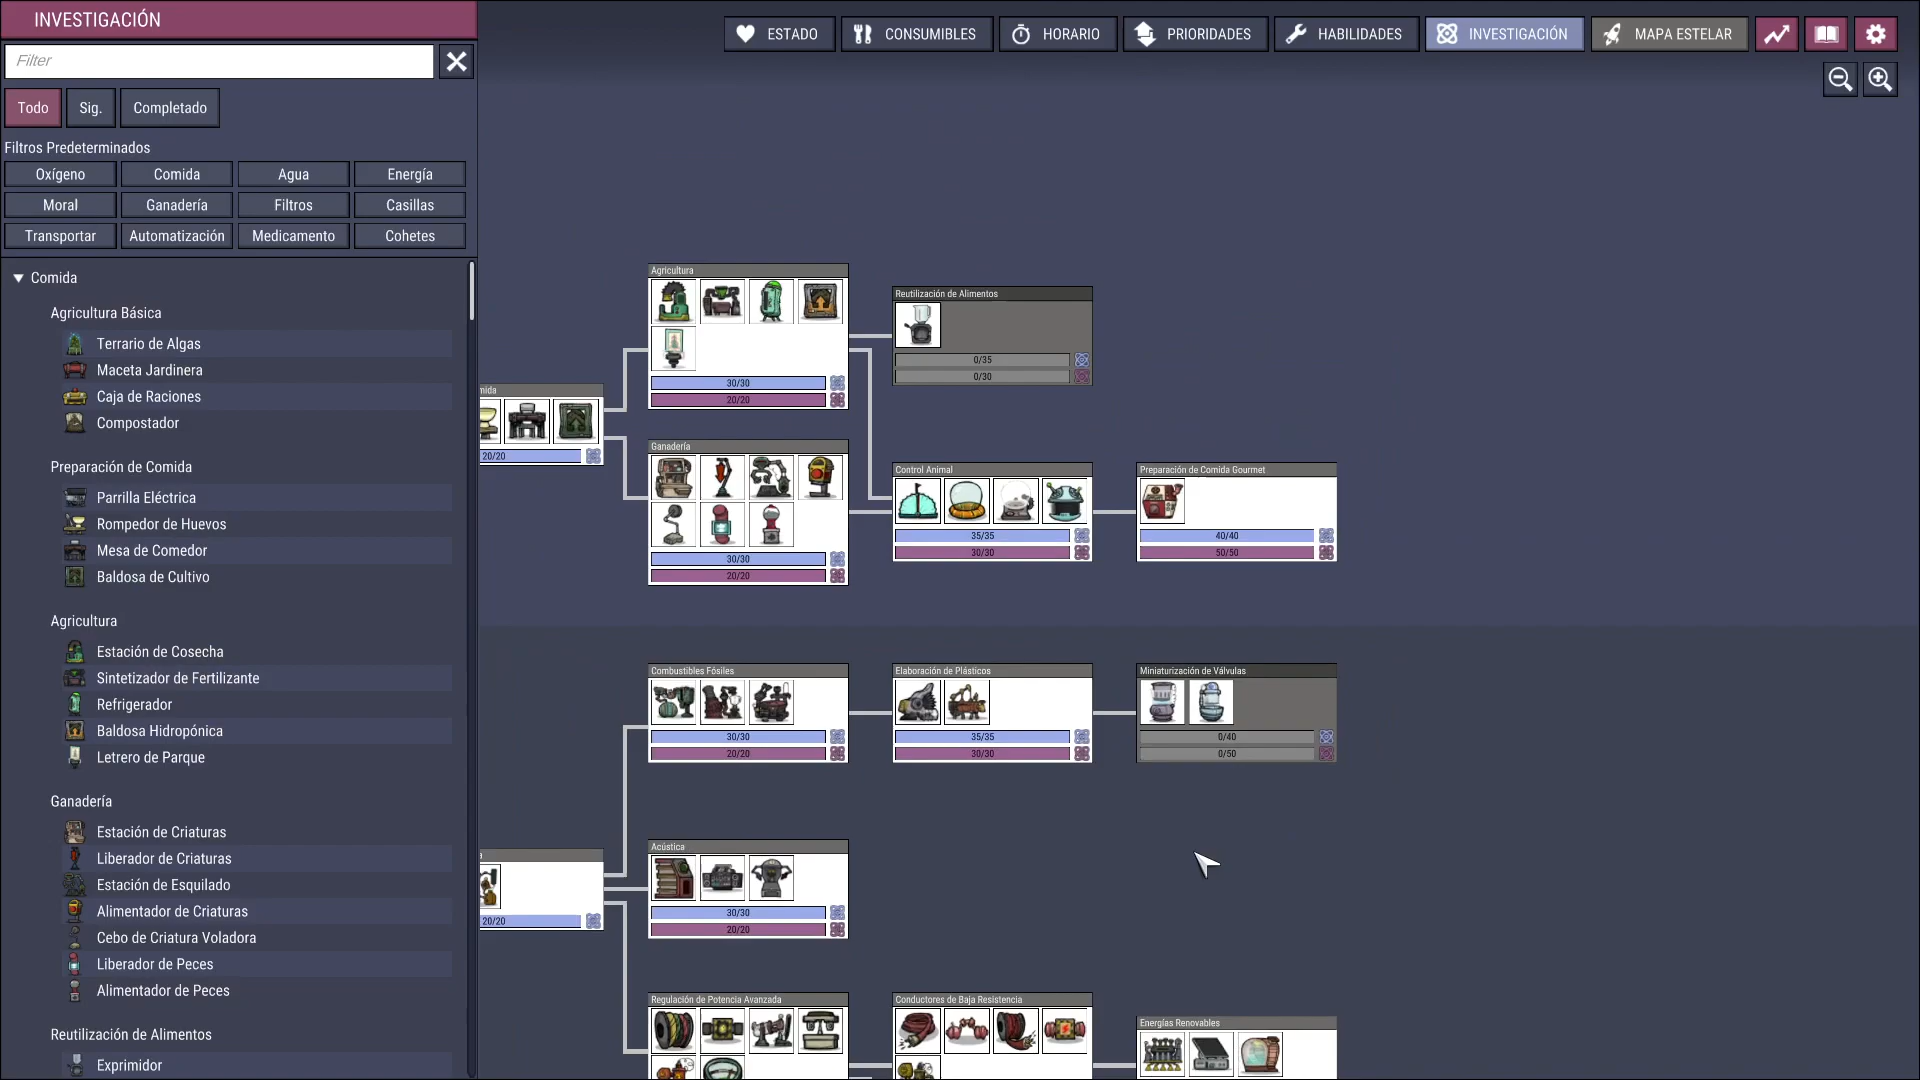 INVESTIGACIÓN
Filter
Todo
Sig.
Completado
Filtros Predeterminados
Oxígeno
Comida
Agua
Energía
Moral
Ganadería
Filtros
Casillas
Transportar
Automatización
Medicamento
Cohetes
Comida
Agricultura Básica
Terrario de Algas
Maceta Jardinera
Caja de Raciones
Compostador
Preparación de Comida
Parrilla Eléctrica
Rompedor de Huevos
Mesa de Comedor
Baldosa de Cultivo
Agricultura
Estación de Cosecha
Sintetizador de Fertilizante
Refrigerador
Baldosa Hidropónica
Letrero de Parque
Ganadería
Estación de Criaturas
Liberador de Criaturas
Estación de Esquilado
Alimentador de Criaturas
Cebo de Criatura Voladora
Liberador de Peces
Alimentador de Peces
Reutilización de Alimentos
Exprimidor
ESTADO
CONSUMIBLES
HORARIO
PRIORIDADES
HABILIDADES
INVESTIGACIÓN
MAPA ESTELAR
mida
20/20
Agricultura
30/30
20/20
Reutilización de Alimentos
0/35
0/30
Ganadería
30/30
20/20
Control Animal
35/35
30/30
Preparación de Comida Gourmet
40/40
50/50
Combustibles Fósiles
30/30
20/20
Elaboración de Plásticos
35/35
30/30
Miniaturización de Válvulas
0/40
0/50
20/20
Acústica
30/30
20/20
Regulación de Potencia Avanzada
Conductores de Baja Resistencia
Energías Renovables